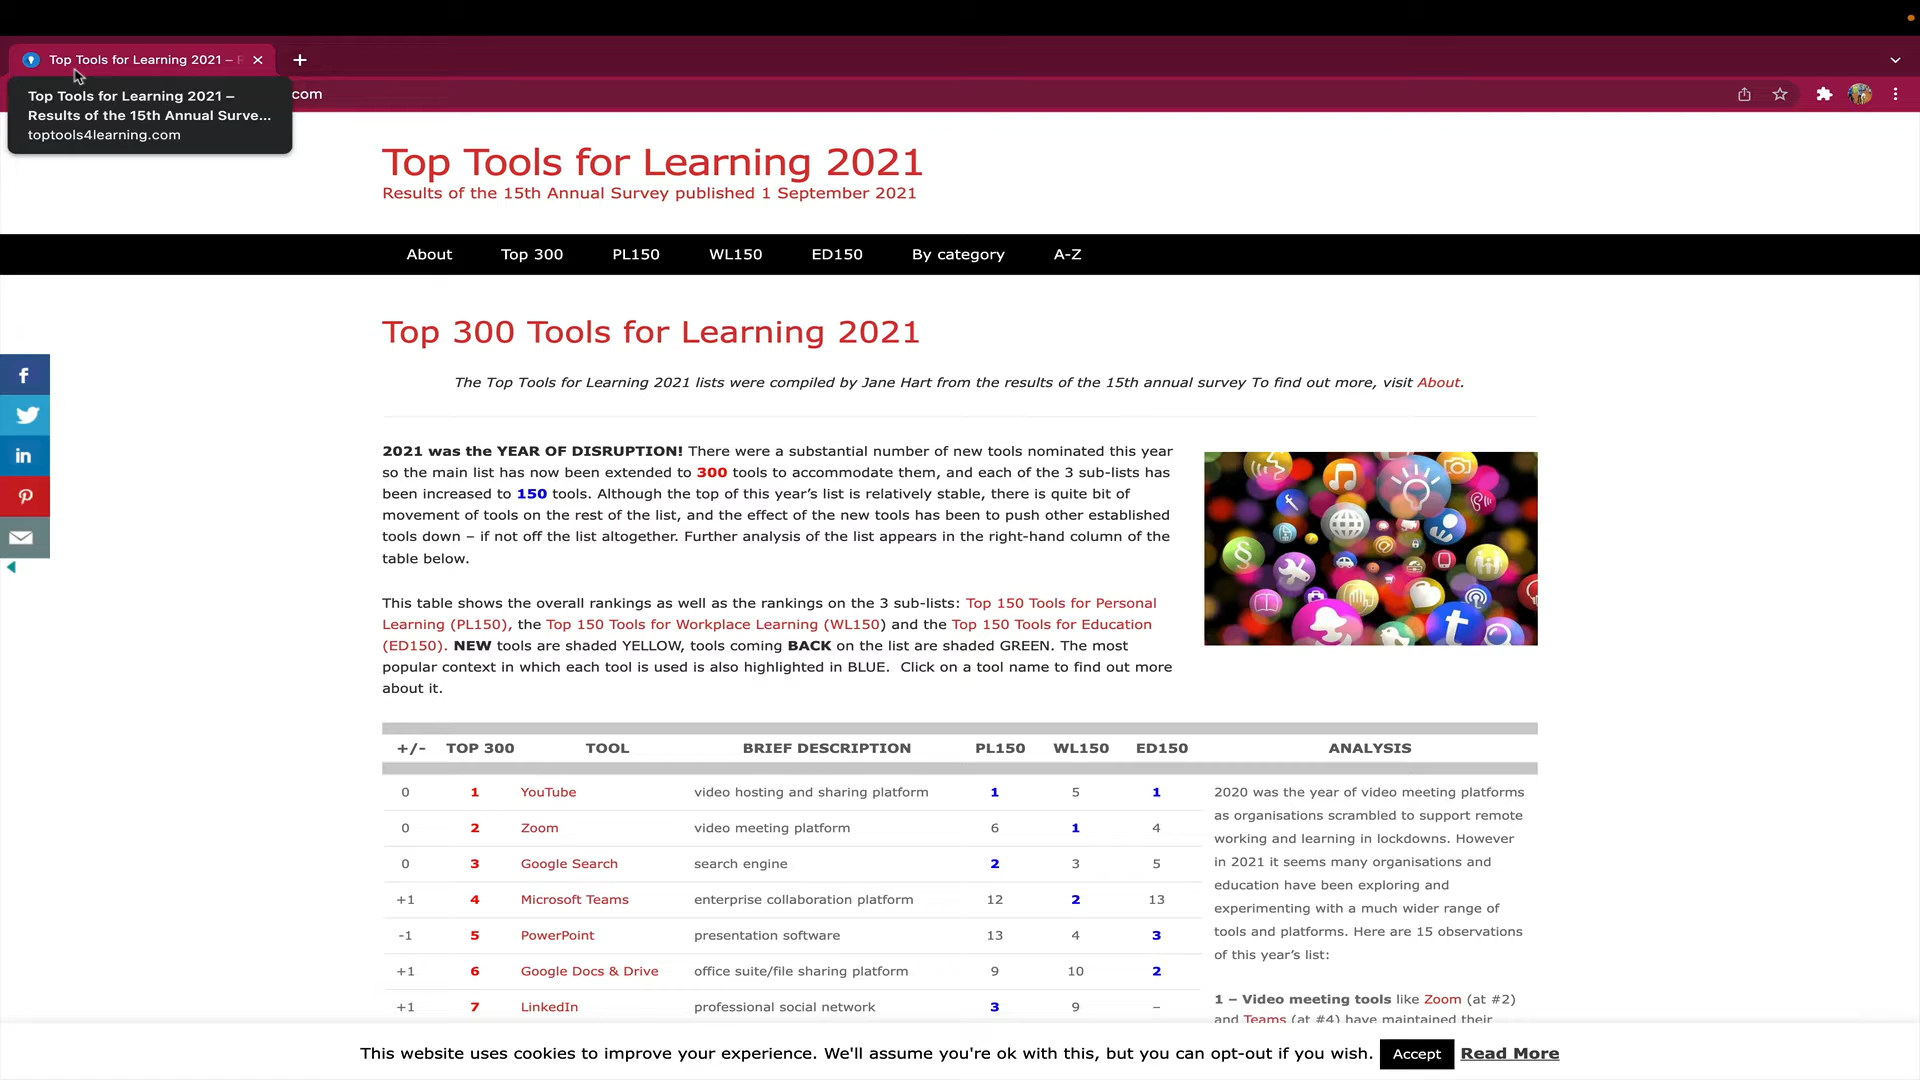 Top Tools for Learning 2021 –
Top Tools for Learning 2021 –
Results of the 15th Annual Surve...
toptools4learning.com
com
Top Tools for Learning 2021
Results of the 15th Annual Survey published 1 September 2021
About Top 300 PL150 WL150 ED150 By category A-Z
Top 300 Tools for Learning 2021
The Top Tools for Learning 2021 lists were compiled by Jane Hart from the results of the 15th annual survey To find out more, visit About.
2021 was the YEAR OF DISRUPTION! There were a substantial number of new tools nominated this year
so the main list has now been extended to 300 tools to accommodate them, and each of the 3 sub-lists has
been increased to 150 tools. Although the top of this year's list is relatively stable, there is quite bit of
movement of tools on the rest of the list, and the effect of the new tools has been to push other established
tools down – if not off the list altogether. Further analysis of the list appears in the right-hand column of the
table below.
This table shows the overall rankings as well as the rankings on the 3 sub-lists: Top 150 Tools for Personal
Learning (PL150), the Top 150 Tools for Workplace Learning (WL150) and the Top 150 Tools for Education
(ED150). NEW tools are shaded YELLOW, tools coming BACK on the list are shaded GREEN. The most
popular context in which each tool is used is also highlighted in BLUE. Click on a tool name to find out more
about it.
+/- TOP 300 TOOL BRIEF DESCRIPTION PL150 WL150 ED150 ANALYSIS
0 1 YouTube video hosting and sharing platform 1 5 1
0 2 Zoom video meeting platform 6 1 4
0 3 Google Search search engine 2 3 5
+1 4 Microsoft Teams enterprise collaboration platform 12 2 13
-1 5 PowerPoint presentation software 13 4 3
+1 6 Google Docs & Drive office suite/file sharing platform 9 10 2
+1 7 LinkedIn professional social network 3 9 –
2020 was the year of video meeting platforms
as organisations scrambled to support remote
working and learning in lockdowns. However
in 2021 it seems many organisations and
education have been exploring and
experimenting with a much wider range of
tools and platforms. Here are 15 observations
of this year's list:
1 – Video meeting tools like Zoom (at #2)
and Teams (at #4) have maintained their
This website uses cookies to improve your experience. We'll assume you're ok with this, but you can opt-out if you wish. Accept Read More